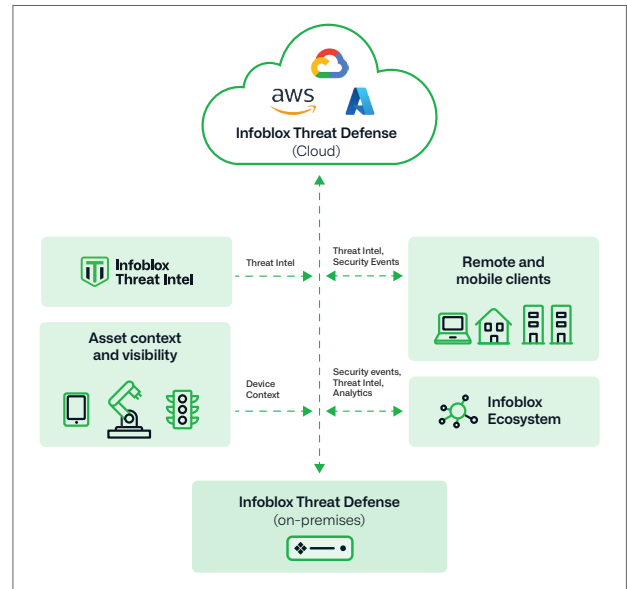 aws
Infoblox Threat Defense
(Cloud)
Infoblox
Threat Intel
Threat Intel
Threat Intel,
Security Events
Remote and
mobile clients
Asset context
and visibility
Device
Context
Security events,
Threat Intel,
Analytics
Infoblox
Ecosystem
Infoblox Threat Defense
(on-premises)